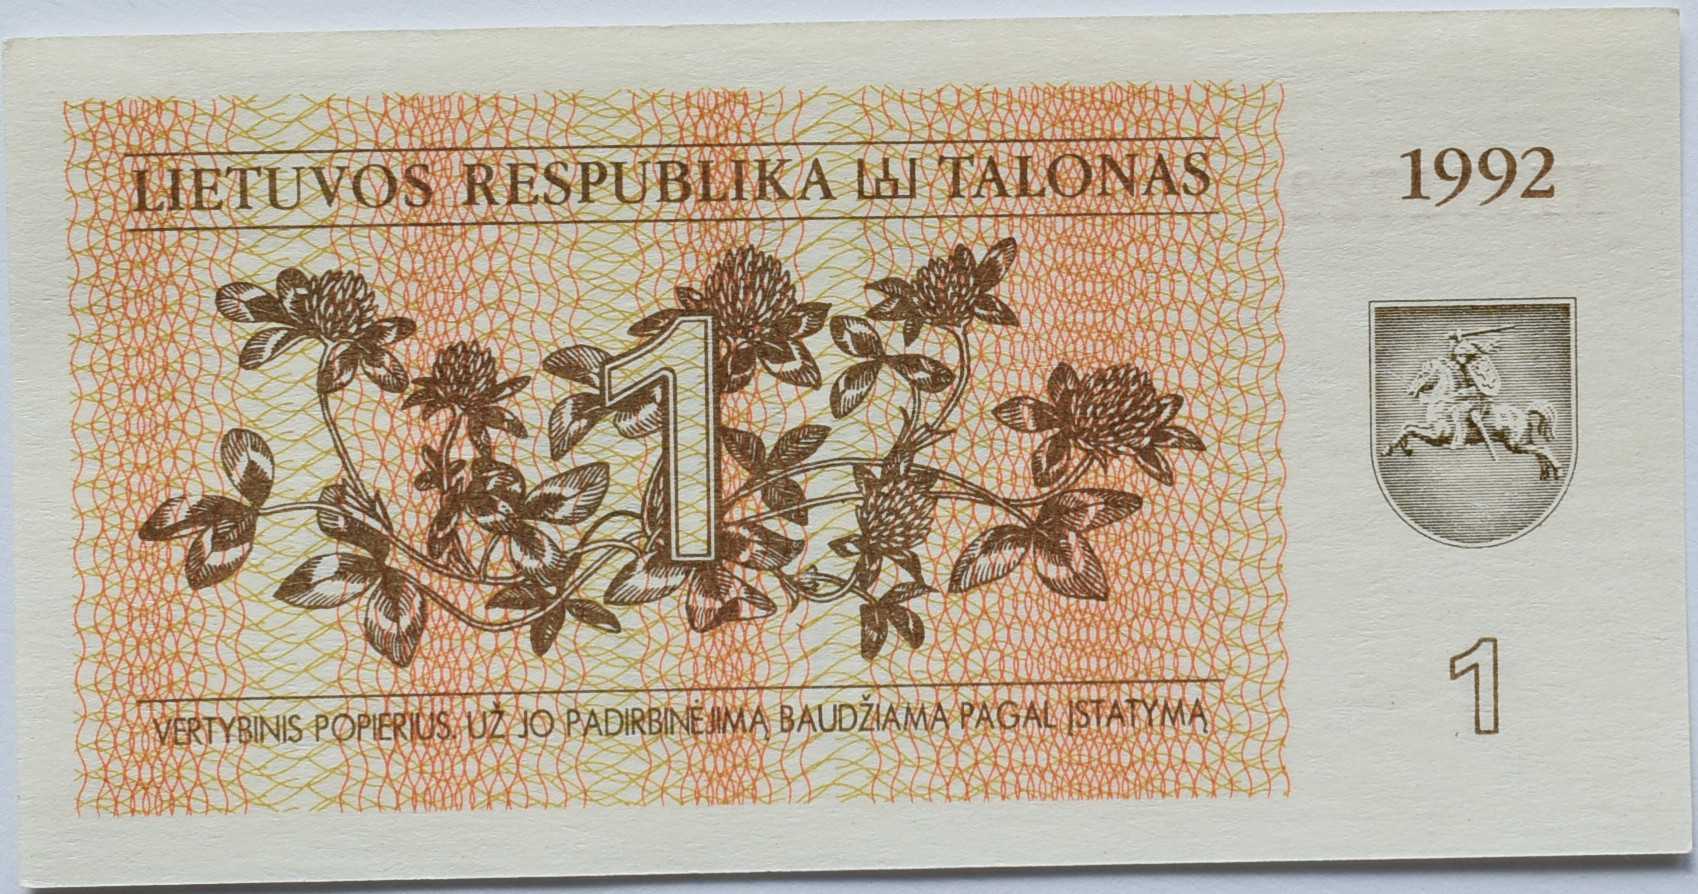 LIETUVOS RESPUBLIKA TALONAS
1992
1
VERTYBINIS POPIERIUS. UŽ JO PADIRBINĖJIMĄ BAUDŽIAMA PAGAL ĮSTATYMĄ
1